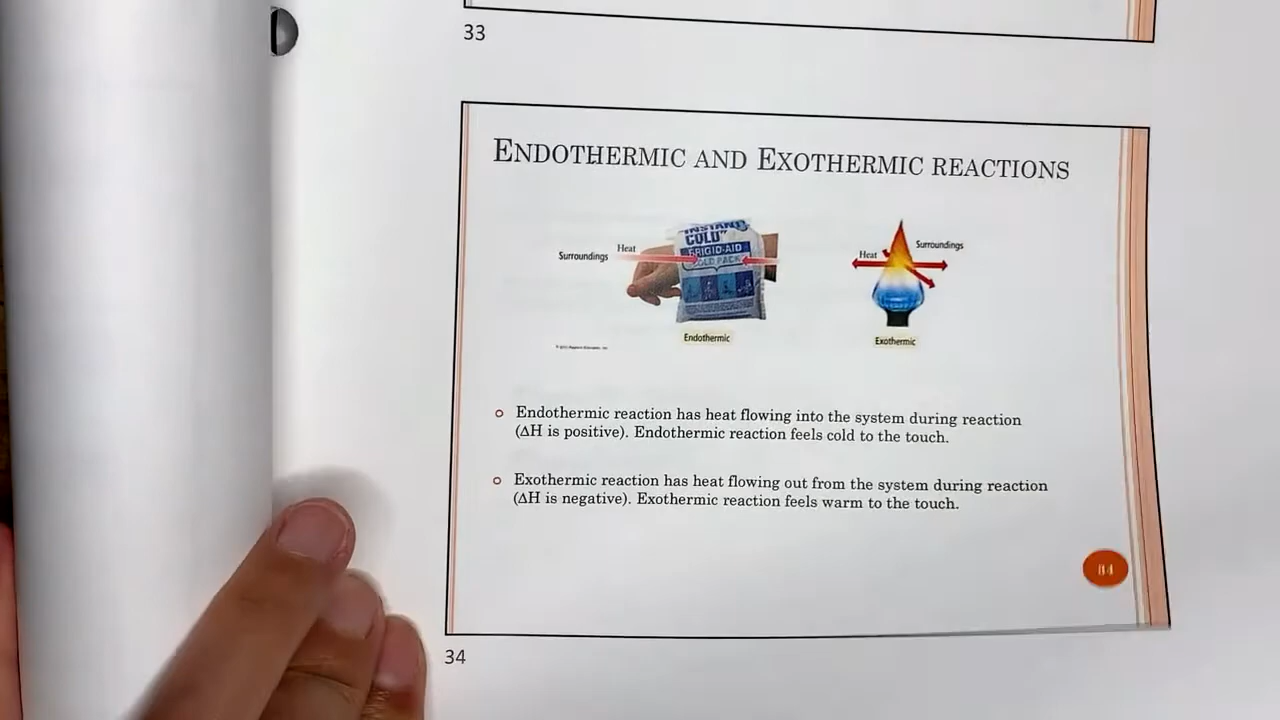 33
ENDOTHERMIC AND EXOTHERMIC REACTIONS
INSTANT
COLD"
FRIGID-AID
COLD PACK
Surroundings
Heat
Endothermic
Heat
Surroundings
Exothermic
Endothermic reaction has heat flowing into the system during reaction
(ΔH is positive). Endothermic reaction feels cold to the touch.
Exothermic reaction has heat flowing out from the system during reaction
(ΔH is negative). Exothermic reaction feels warm to the touch.
34